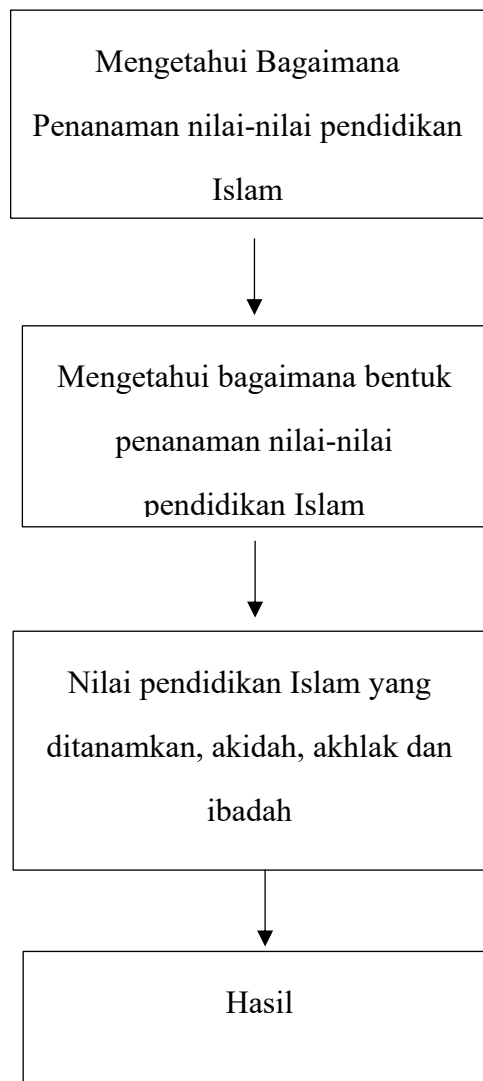 Mengetahui Bagaimana
Penanaman nilai-nilai pendidikan
Islam
Mengetahui bagaimana bentuk
penanaman nilai-nilai
pendidikan Islam
Nilai pendidikan Islam yang
ditanamkan, akidah, akhlak dan
ibadah
Hasil